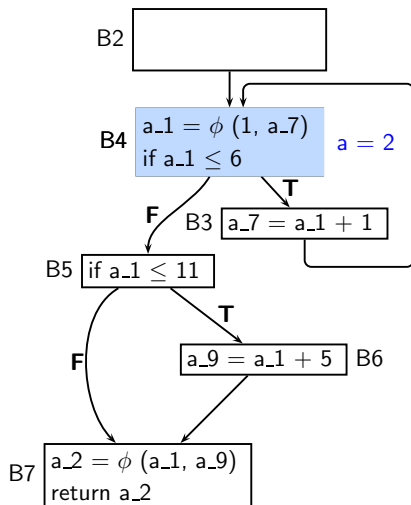 B2
B4
a_1 = ϕ (1, a_7)
if a_1 ≤ 6
a = 2
T
F
B3
a_7 = a_1 + 1
B5
if a_1 ≤ 11
T
F
a_9 = a_1 + 5
B6
B7
a_2 = ϕ (a_1, a_9)
return a_2